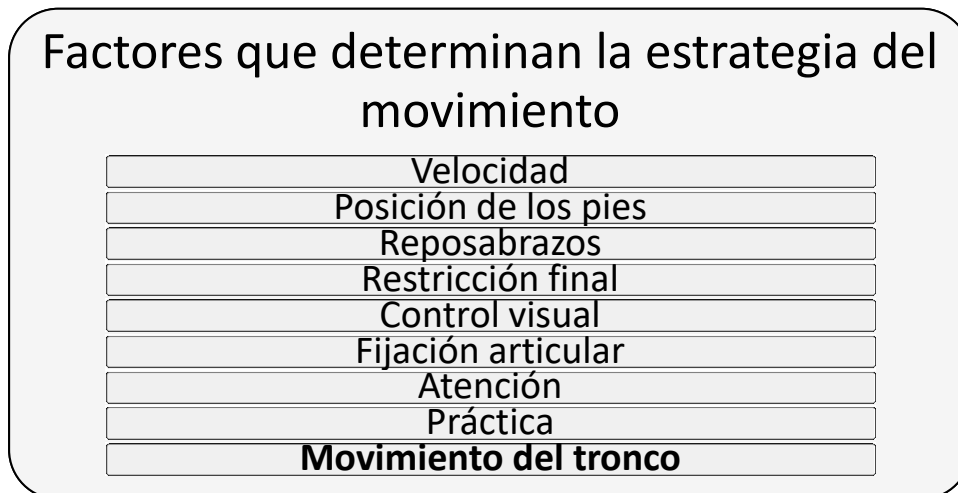 Factores que determinan la estrategia del
movimiento
Velocidad
Posición de los pies
Reposabrazos
Restricción final
Control visual
Fijación articular
Atención
Práctica
Movimiento del tronco